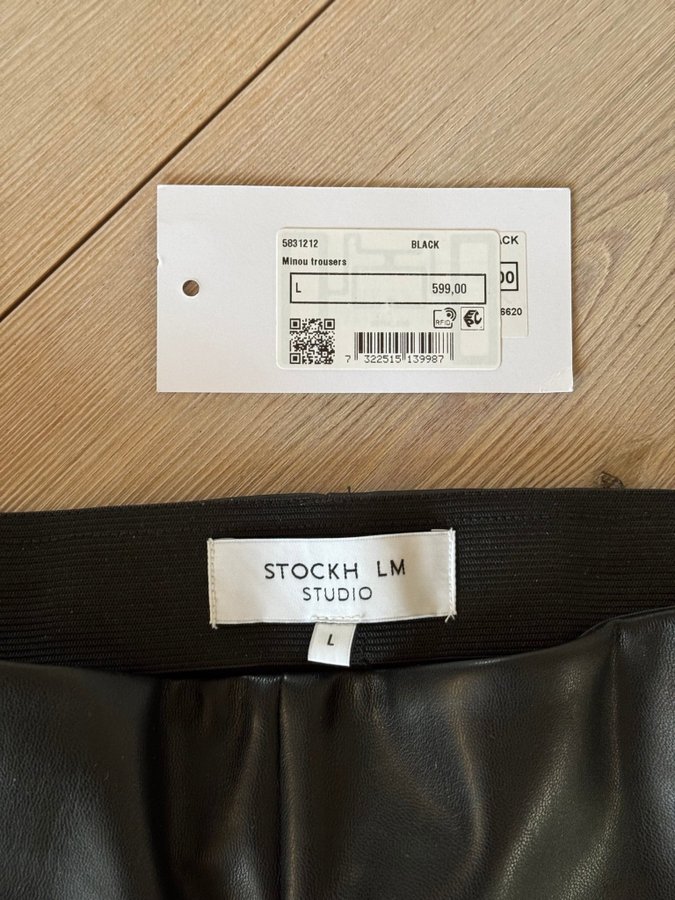 5831212 BLACK
Minou trousers
L 599,00
RFID
7 322515 139987
ACK
00
6620
STOCKH LM
STUDIO
L